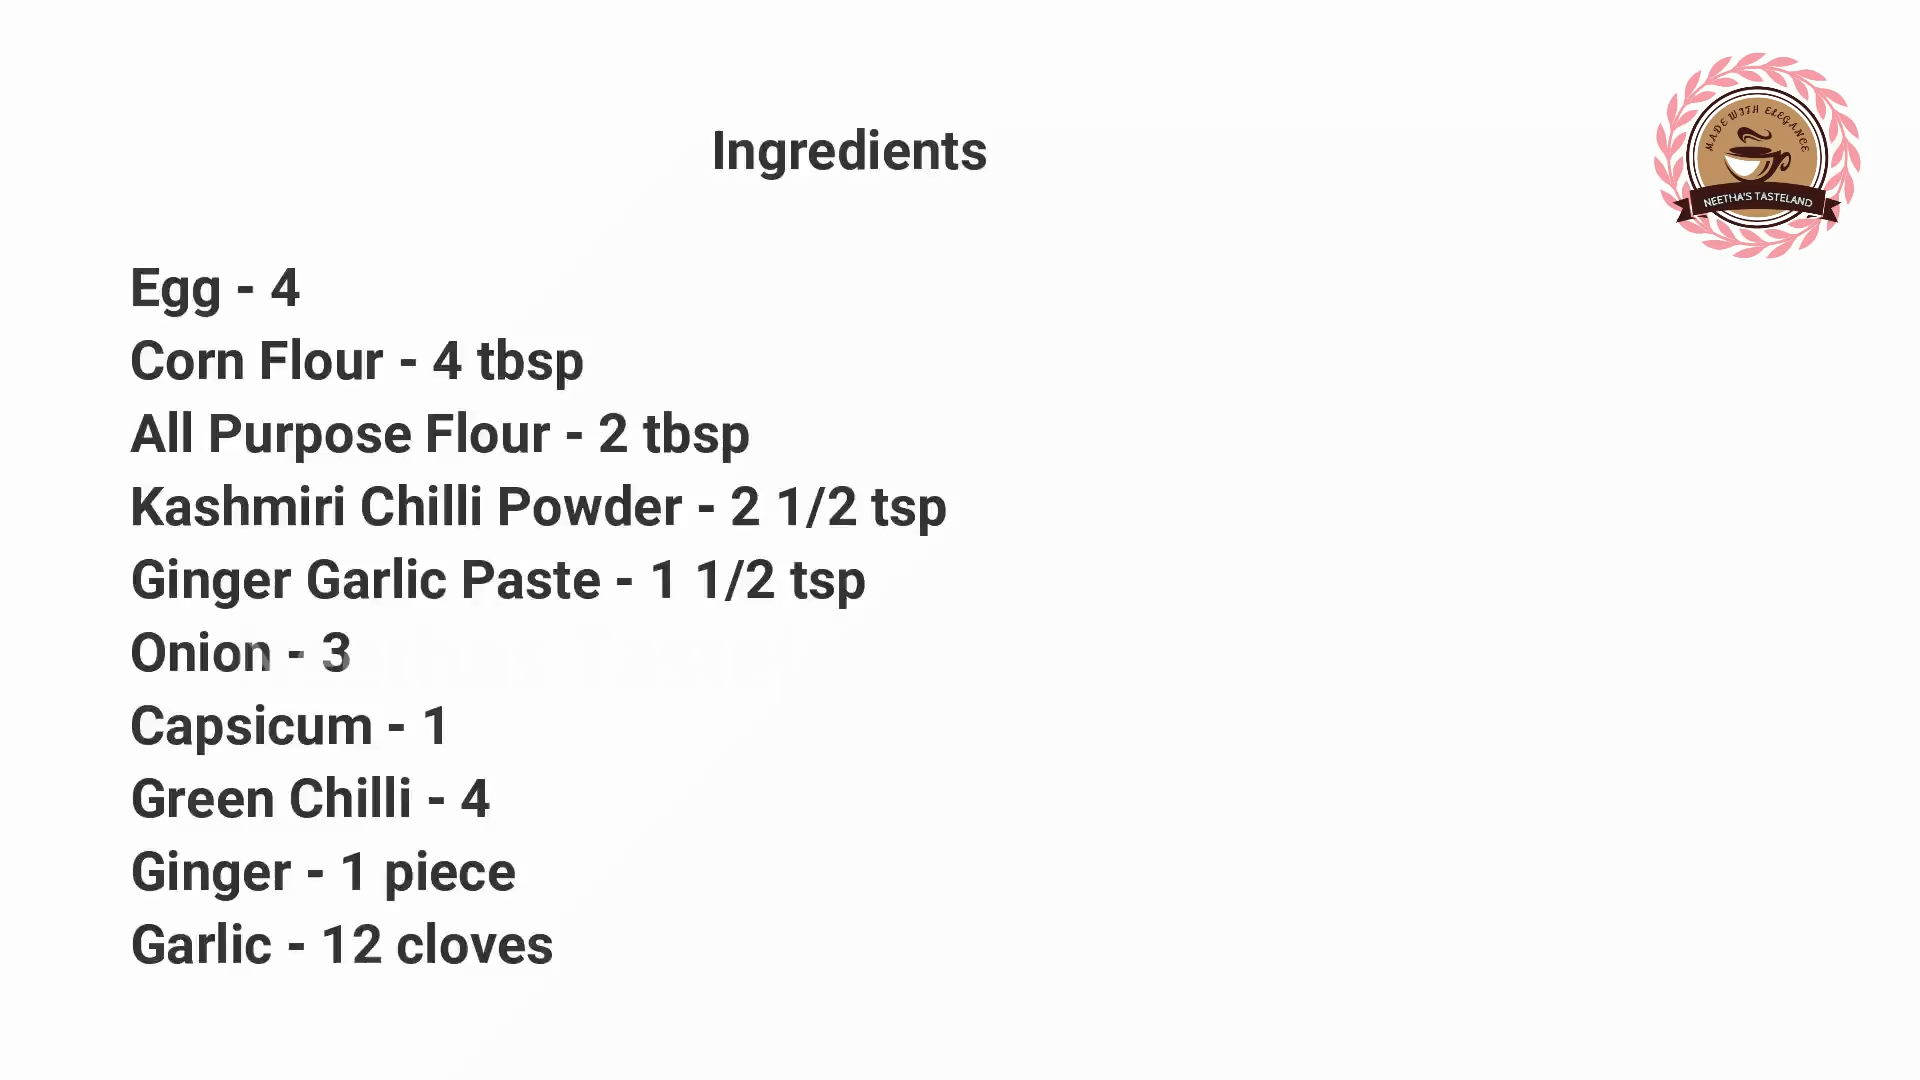 Ingredients
MADE WITH ELEGANCE
NEETHA'S TASTELAND
Egg - 4
Corn Flour - 4 tbsp
All Purpose Flour - 2 tbsp
Kashmiri Chilli Powder - 2 1/2 tsp
Ginger Garlic Paste - 1 1/2 tsp
Onion - 3
Capsicum - 1
Green Chilli - 4
Ginger - 1 piece
Garlic - 12 cloves